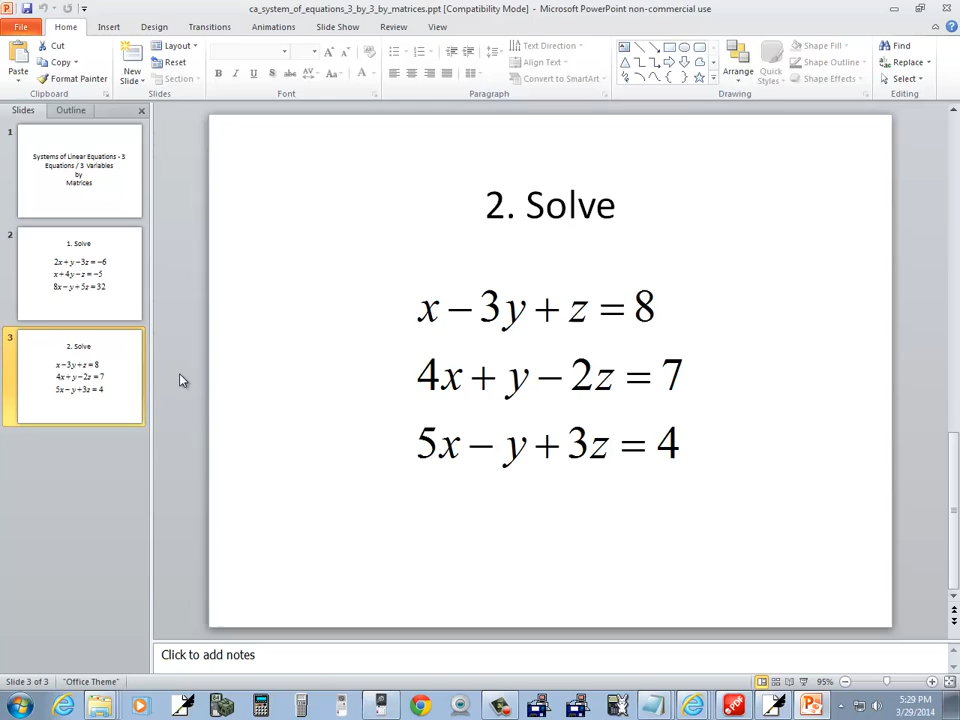 ca_system_of_equations_3_by_3_by_matrices.ppt [Compatibility Mode] - Microsoft PowerPoint non-commercial use
File Home Insert Design Transitions Animations Slide Show Review View
Cut
Copy
Format Painter
Paste
Clipboard
New
Slide
Layout
Reset
Section
Slides
Font
Text Direction
Align Text
Convert to SmartArt
Paragraph
Arrange
Quick
Styles
Shape Fill
Shape Outline
Shape Effects
Drawing
Find
Replace
Select
Editing
Slides Outline
1
Systems of Linear Equations - 3
Equations / 3 Variables
by
Matrices
2
1. Solve
2x+y−3z=−6
x+4y−z=−5
8x−y+5z=32
3
2. Solve
x−3y+z=8
4x+y−2z=7
5x−y+3z=4
2. Solve
x − 3y + z = 8
4x + y − 2z = 7
5x − y + 3z = 4
Click to add notes
Slide 3 of 3 "Office Theme" 95%
5:29 PM
3/29/2014